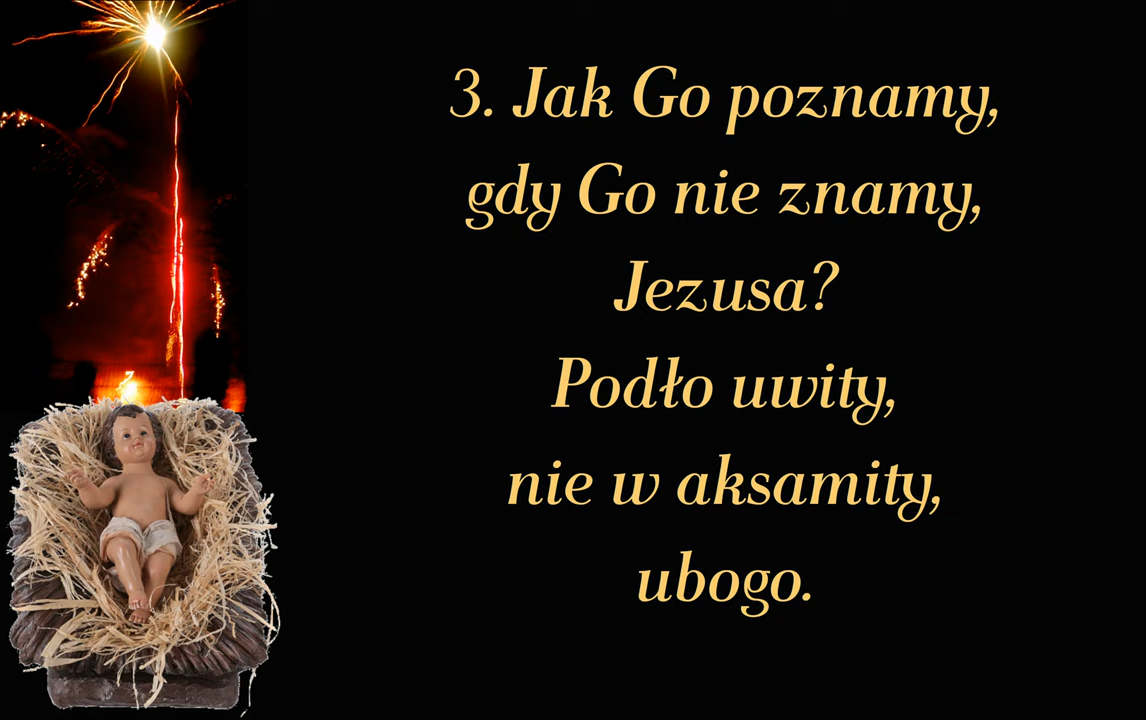 3. Jak Go poznamy,
gdy Go nie znamy,
Jezusa?
Podło uwity,
nie w aksamity,
ubogo.